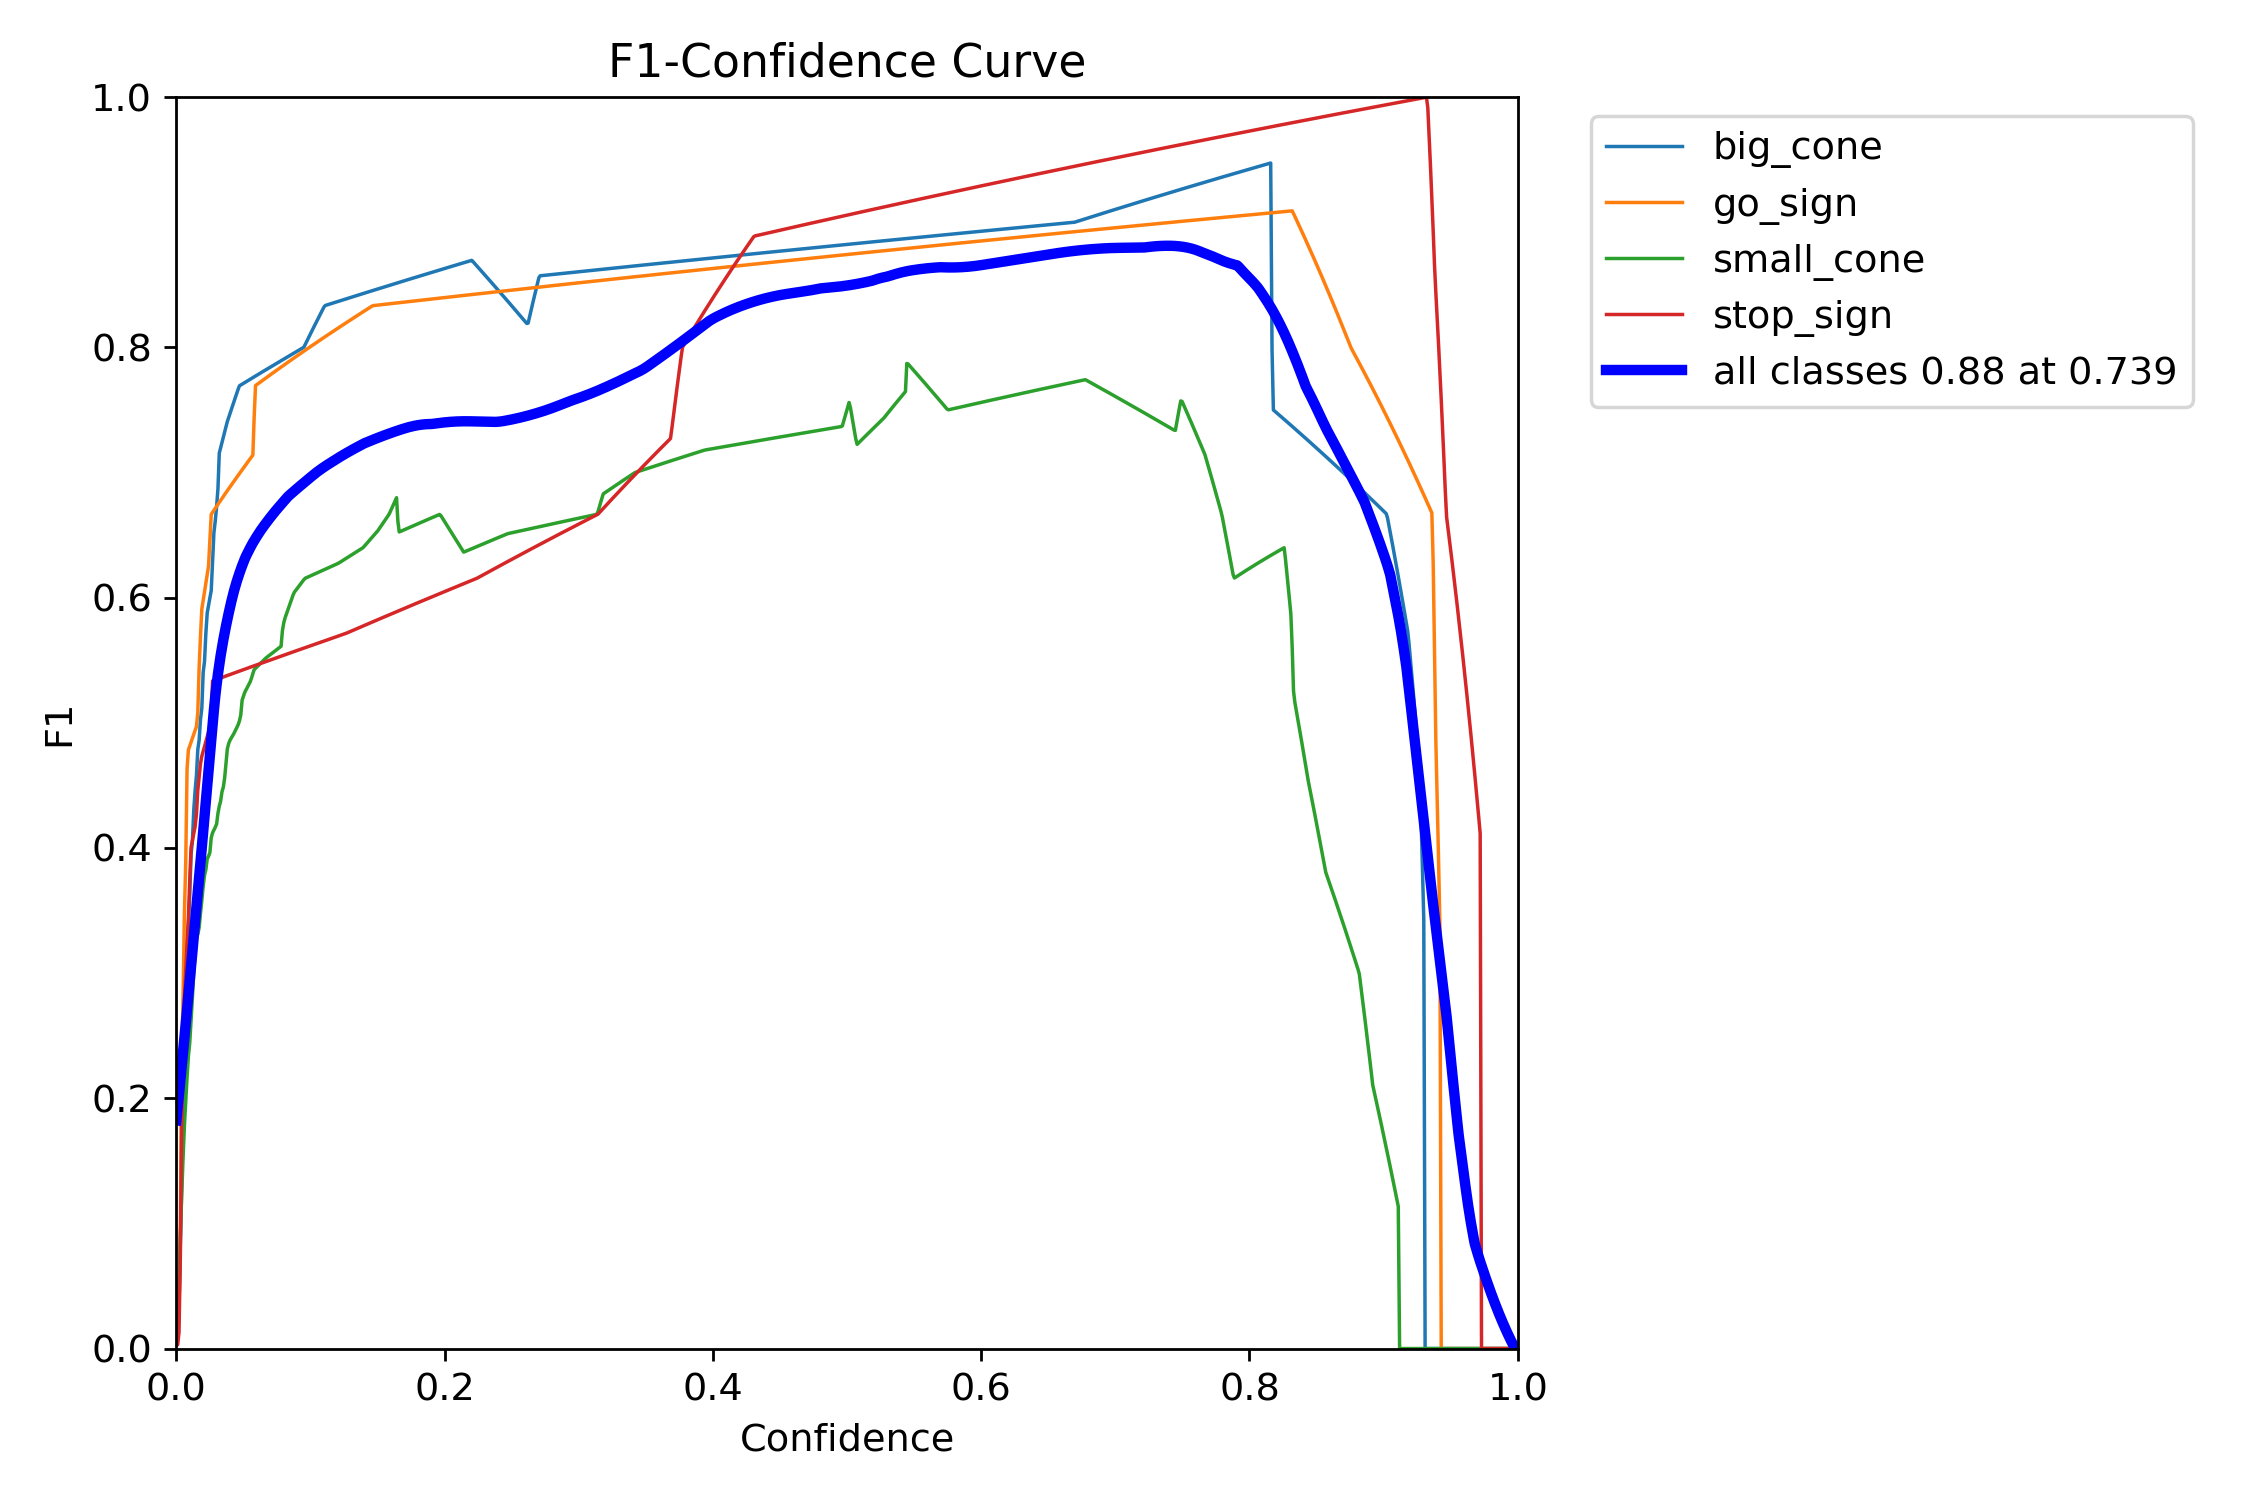 F1-Confidence Curve
1.0
0.8
0.6
0.4
0.2
0.0
F1
0.0 0.2 0.4 0.6 0.8 1.0
Confidence
big_cone
go_sign
small_cone
stop_sign
all classes 0.88 at 0.739